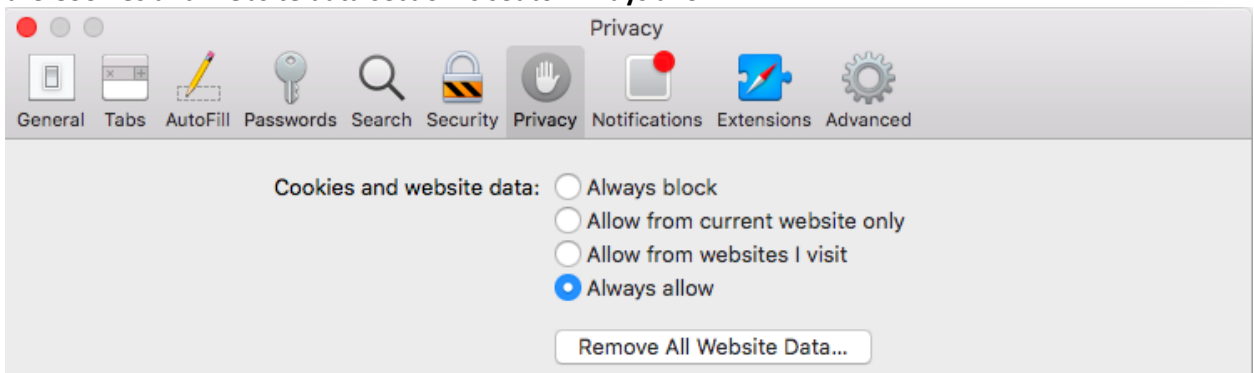 Privacy
General Tabs AutoFill Passwords Search Security Privacy Notifications Extensions Advanced
Cookies and website data: Always block
Allow from current website only
Allow from websites I visit
Always allow
Remove All Website Data...